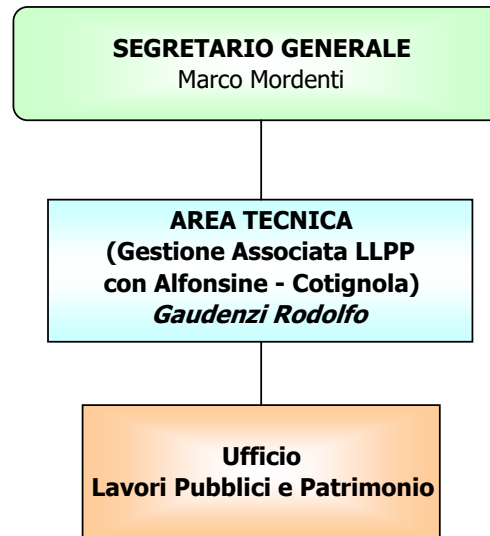 SEGRETARIO GENERALE
Marco Mordenti
AREA TECNICA
(Gestione Associata LLPP
con Alfonsine - Cotignola)
Gaudenzi Rodolfo
Ufficio
Lavori Pubblici e Patrimonio